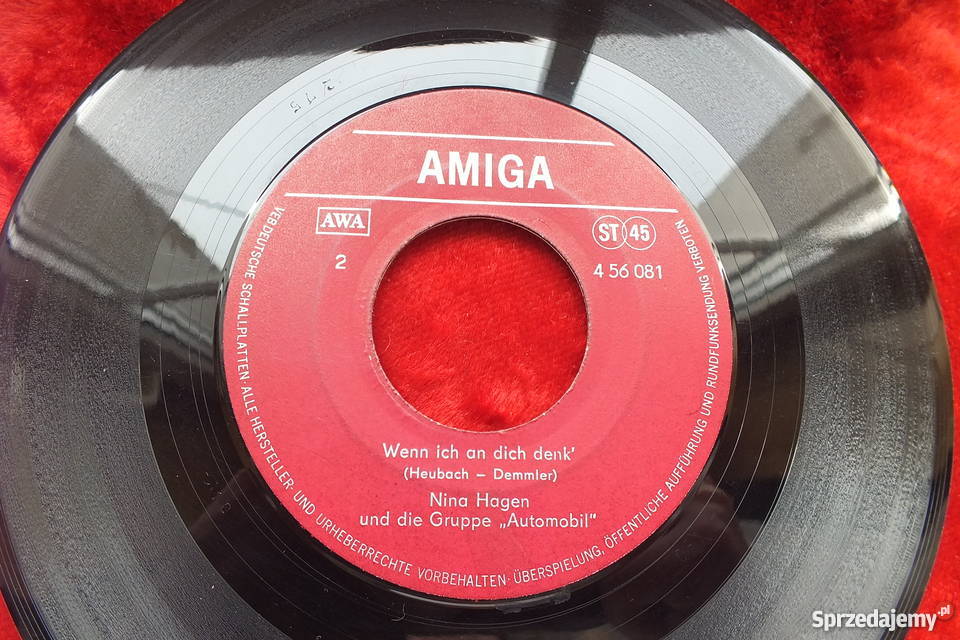 275
AMIGA
AWA
ST 45
2
4 56 081
Wenn ich an dich denk'
(Heubach – Demmler)
Nina Hagen
und die Gruppe „Automobil"
VEB DEUTSCHE SCHALLPLATTEN · ALLE HERSTELLER- UND URHEBERRECHTE VORBEHALTEN · ÜBERSPIELUNG, ÖFFENTLICHE AUFFÜHRUNG UND RUNDFUNKSENDUNG VERBOTEN
Sprzedajemy.pl